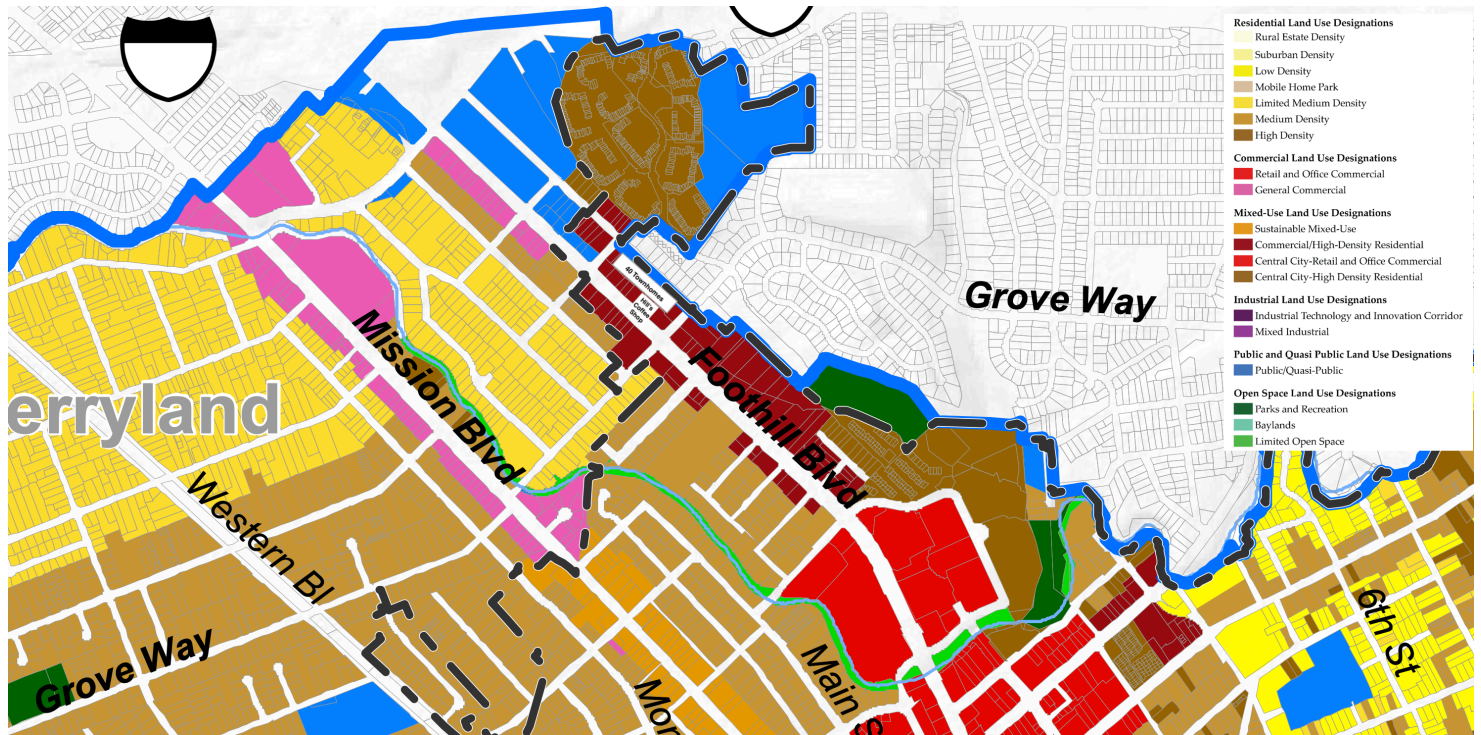 Residential Land Use Designations
Rural Estate Density
Suburban Density
Low Density
Mobile Home Park
Limited Medium Density
Medium Density
High Density
Commercial Land Use Designations
Retail and Office Commercial
General Commercial
Mixed-Use Land Use Designations
Sustainable Mixed-Use
Commercial/High-Density Residential
Central City-Retail and Office Commercial
Central City-High Density Residential
Industrial Land Use Designations
Industrial Technology and Innovation Corridor
Mixed Industrial
Public and Quasi Public Land Use Designations
Public/Quasi-Public
Open Space Land Use Designations
Parks and Recreation
Baylands
Limited Open Space
40 Townhomes
Hill's
Coffee
Shop
Grove Way
Mission Blvd
Foothill Blvd
erryland
Western Bl
Grove Way
Main S
Mon
6th St